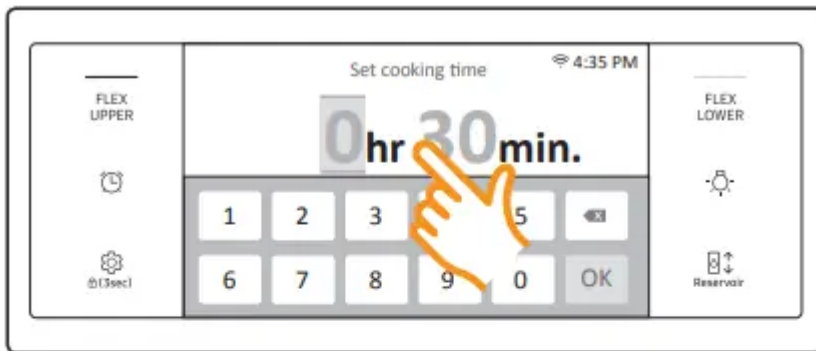 Set cooking time
4:35 PM
0hr 30min.
FLEX
UPPER
(3sec)
1 2 3 5
6 7 8 9 0 OK
FLEX
LOWER
Reservoir